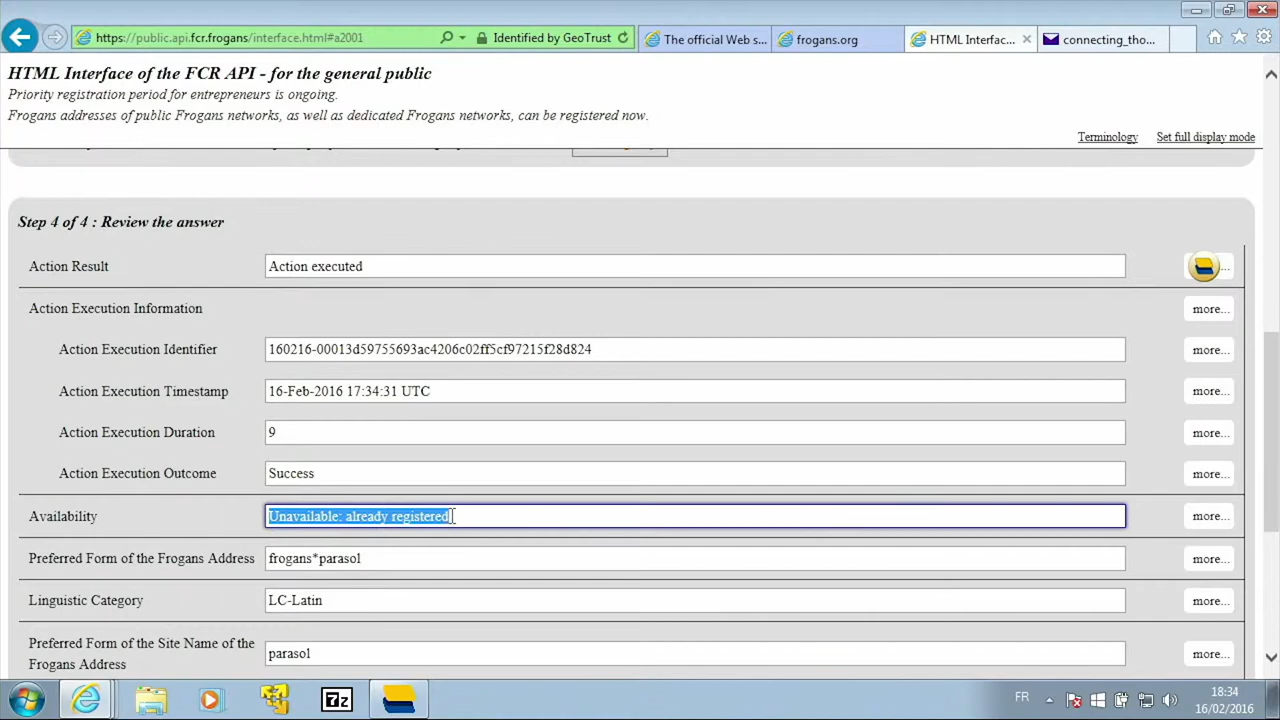 https://public.api.fcr.frogans/interface.html#a2001
Identified by GeoTrust
The official Web s...
frogans.org
HTML Interfac...
connecting_tho...
HTML Interface of the FCR API - for the general public
Priority registration period for entrepreneurs is ongoing.
Frogans addresses of public Frogans networks, as well as dedicated Frogans networks, can be registered now.
Terminology
Set full display mode
Step 4 of 4 : Review the answer
Action Result
Action executed
Action Execution Information
more...
Action Execution Identifier
160216-00013d59755693ac4206c02ff5cf97215f28d824
more...
Action Execution Timestamp
16-Feb-2016 17:34:31 UTC
more...
Action Execution Duration
9
more...
Action Execution Outcome
Success
more...
Availability
Unavailable: already registered
more...
Preferred Form of the Frogans Address
frogans*parasol
more...
Linguistic Category
LC-Latin
more...
Preferred Form of the Site Name of the
Frogans Address
parasol
more...
7z
FR
18:34
16/02/2016